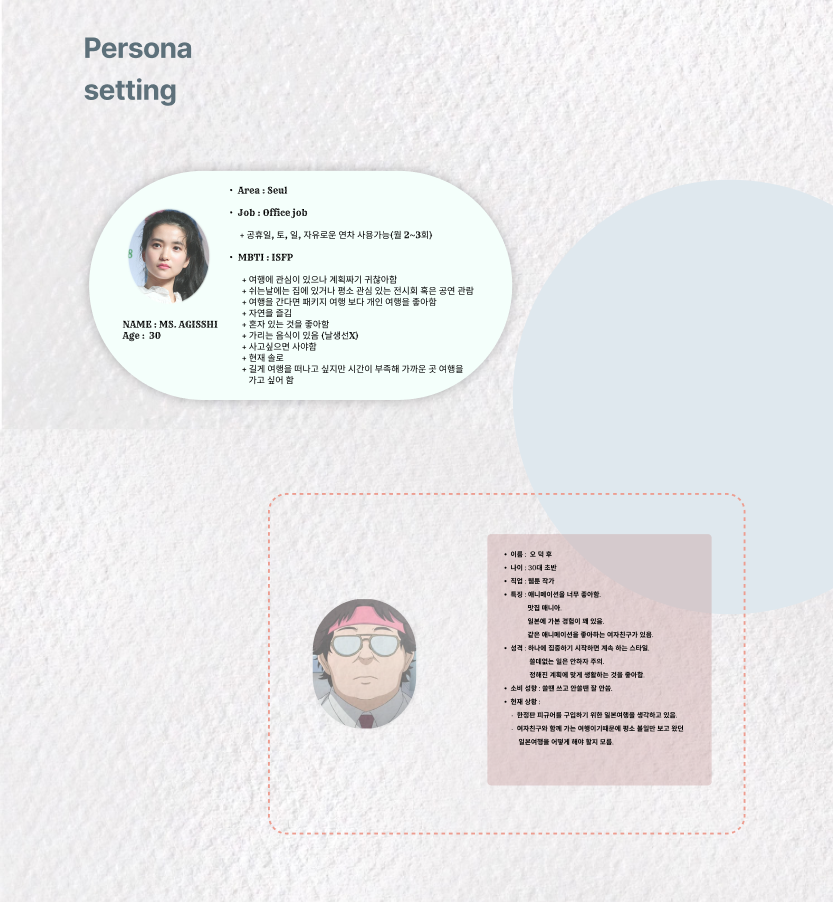 Persona
setting
• Area : Seul
• Job : Office job
+ 공휴일, 토, 일, 자유로운 연차 사용가능(월 2~3회)
• MBTI : ISFP
+ 여행에 관심이 있으나 계획짜기 귀찮아함
+ 쉬는날에는 집에 있거나 평소 관심 있는 전시회 혹은 공연 관람
+ 여행을 간다면 패키지 여행 보다 개인 여행을 좋아함
+ 자연을 즐김
+ 혼자 있는 것을 좋아함
+ 가리는 음식이 있음 (날생선X)
+ 사고싶으면 사야함
+ 현재 솔로
+ 길게 여행을 떠나고 싶지만 시간이 부족해 가까운 곳 여행을
가고 싶어 함
NAME : MS. AGISSHI
Age : 30
• 이름 : 오 덕 후
• 나이 : 30대 초반
• 직업 : 웹툰 작가
• 특징 : 애니메이션을 너무 좋아함.
맛집 매니아.
일본에 가본 경험이 꽤 있음.
같은 애니메이션을 좋아하는 여자친구가 있음.
• 성격 : 하나에 집중하기 시작하면 계속 하는 스타일.
쓸데없는 일은 안하자 주의.
정해진 계획에 맞게 생활하는 것을 좋아함.
• 소비 성향 : 쓸땐 쓰고 안쓸땐 잘 안씀.
• 현재 상황 :
- 한정판 피규어를 구입하기 위한 일본여행을 생각하고 있음.
- 여자친구와 함께 가는 여행이기때문에 평소 볼일만 보고 왔던
일본여행을 어떻게 해야 할지 모름.